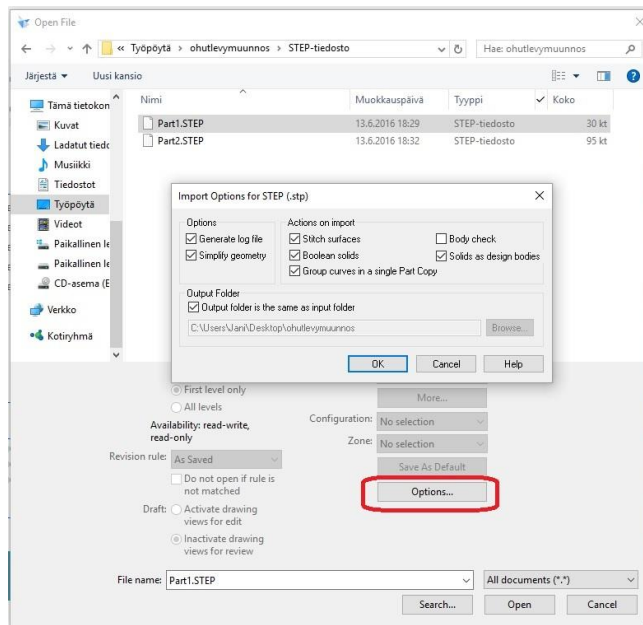 Open File
« Työpöytä › ohutlevymuunnos › STEP-tiedosto
Hae: ohutlevymuunnos
Järjestä Uusi kansio
Nimi Muokkauspäivä Tyyppi Koko
Tämä tietokon
Kuvat
Ladatut tiedc
Musiikki
Tiedostot
Työpöytä
Videot
Paikallinen le
Paikallinen le
CD-asema (E
Verkko
Kotiryhmä
Part1.STEP 13.6.2016 18:29 STEP-tiedosto 30 kt
Part2.STEP 13.6.2016 18:32 STEP-tiedosto 95 kt
Import Options for STEP (.stp)
Options
Generate log file
Simplify geometry
Actions on import
Stitch surfaces
Body check
Boolean solids
Solids as design bodies
Group curves in a single Part Copy
Output Folder
Output folder is the same as input folder
C:\Users\Jani\Desktop\ohutlevymuunnos
Browse...
OK Cancel Help
First level only
All levels
Availability: read-write,
read-only
Revision rule: As Saved
Do not open if rule is
not matched
Draft: Activate drawing
views for edit
Inactivate drawing
views for review
More...
Configuration: No selection
Zone: No selection
Save As Default
Options...
File name: Part1.STEP
All documents (*.*)
Search... Open Cancel